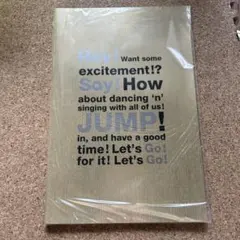 Hey! Want some
excitement!?
Say! How
about dancing 'n'
singing with all of us!
JUMP!
in, and have a good
time! Let's Go!
for it! Let's Go!